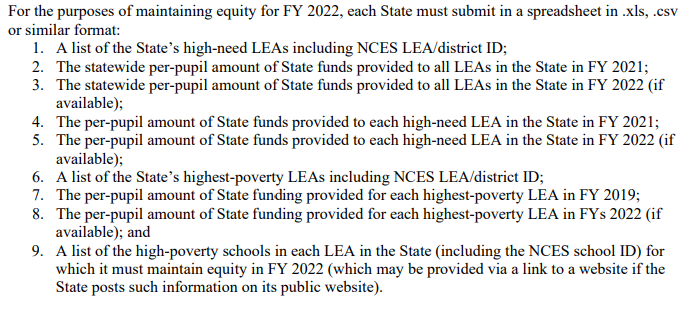 For the purposes of maintaining equity for FY 2022, each State must submit in a spreadsheet in .xls, .csv
or similar format:
1. A list of the State's high-need LEAs including NCES LEA/district ID;
2. The statewide per-pupil amount of State funds provided to all LEAs in the State in FY 2021;
3. The statewide per-pupil amount of State funds provided to all LEAs in the State in FY 2022 (if
available);
4. The per-pupil amount of State funds provided to each high-need LEA in the State in FY 2021;
5. The per-pupil amount of State funds provided to each high-need LEA in the State in FY 2022 (if
available);
6. A list of the State's highest-poverty LEAs including NCES LEA/district ID;
7. The per-pupil amount of State funding provided for each highest-poverty LEA in FY 2019;
8. The per-pupil amount of State funding provided for each highest-poverty LEA in FYs 2022 (if
available); and
9. A list of the high-poverty schools in each LEA in the State (including the NCES school ID) for
which it must maintain equity in FY 2022 (which may be provided via a link to a website if the
State posts such information on its public website).